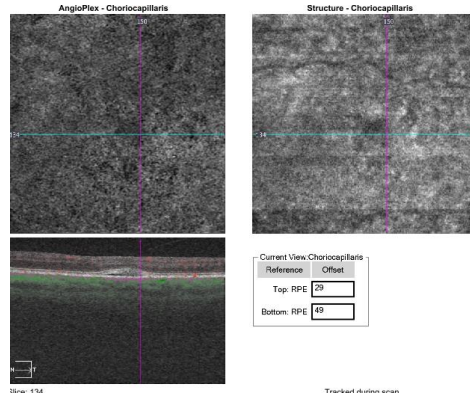 AngioPlex - Choriocapillaris
Structure - Choriocapillaris
150
150
134
134
Current View:Choriocapillaris
Reference Offset
Top: RPE 29
Bottom: RPE 49
Slice: 134
Tracked during scan